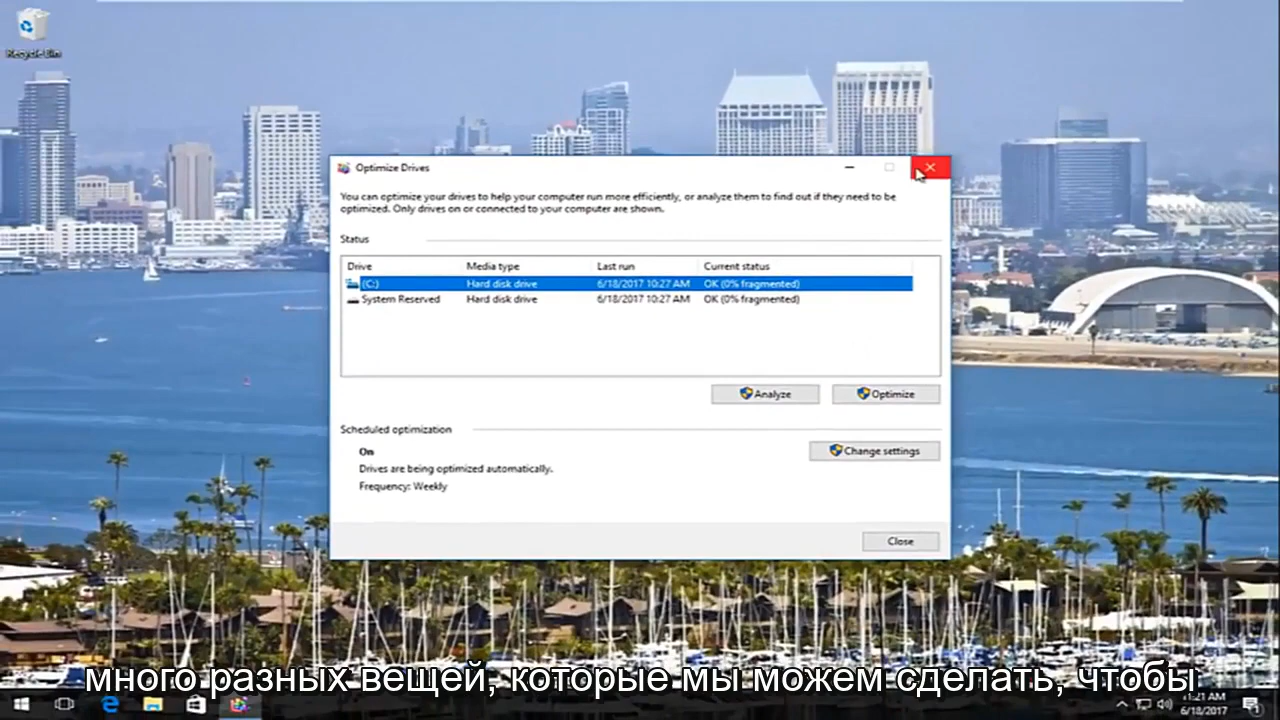 Recycle Bin
Optimize Drives
You can optimize your drives to help your computer run more efficiently, or analyze them to find out if they need to be
optimized. Only drives on or connected to your computer are shown.
Status
Drive Media type Last run Current status
(C:) Hard disk drive 6/18/2017 10:27 AM OK (0% fragmented)
System Reserved Hard disk drive 6/18/2017 10:27 AM OK (0% fragmented)
Analyze Optimize
Scheduled optimization
On
Change settings
Drives are being optimized automatically.
Frequency: Weekly
Close
много разных вещей, которые мы можем сделать, чтобы
11:21 AM
6/18/2017